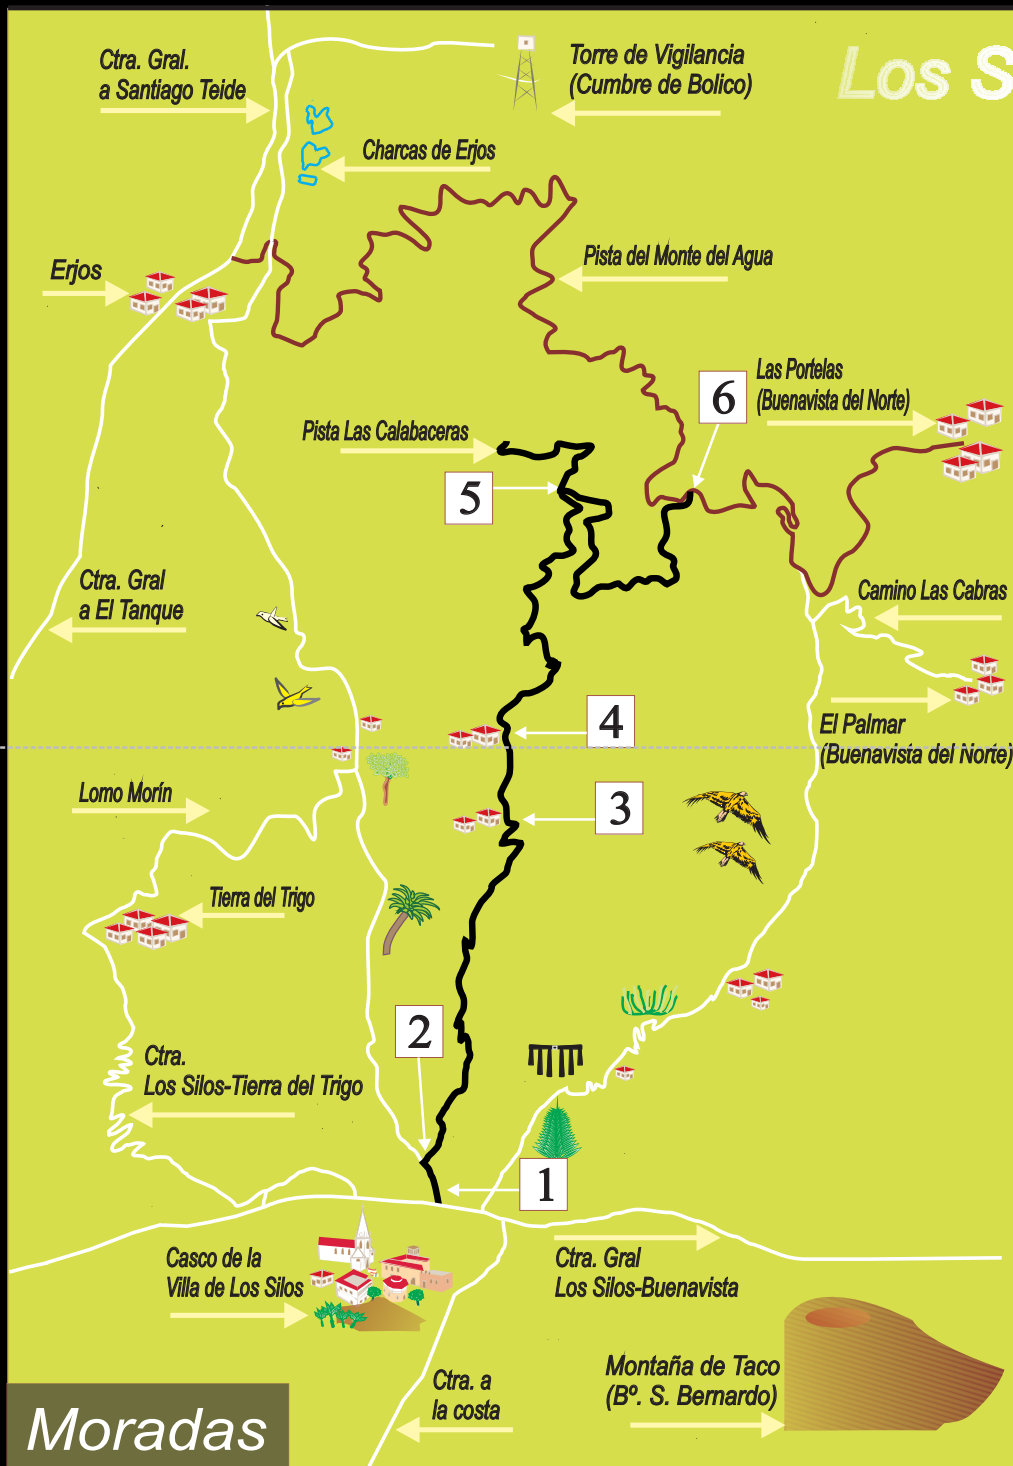 Ctra. Gral.
a Santiago Teide
Torre de Vigilancia
(Cumbre de Bolico)
Los S
Charcas de Erjos
Erjos
Pista del Monte del Agua
Las Portelas
(Buenavista del Norte)
6
Pista Las Calabaceras
5
Ctra. Gral
a El Tanque
Camino Las Cabras
4
El Palmar
(Buenavista del Norte)
Lomo Morín
3
Tierra del Trigo
2
Ctra.
Los Silos-Tierra del Trigo
1
Casco de la
Villa de Los Silos
Ctra. Gral
Los Silos-Buenavista
Montaña de Taco
(Bº. S. Bernardo)
Ctra. a
la costa
Moradas